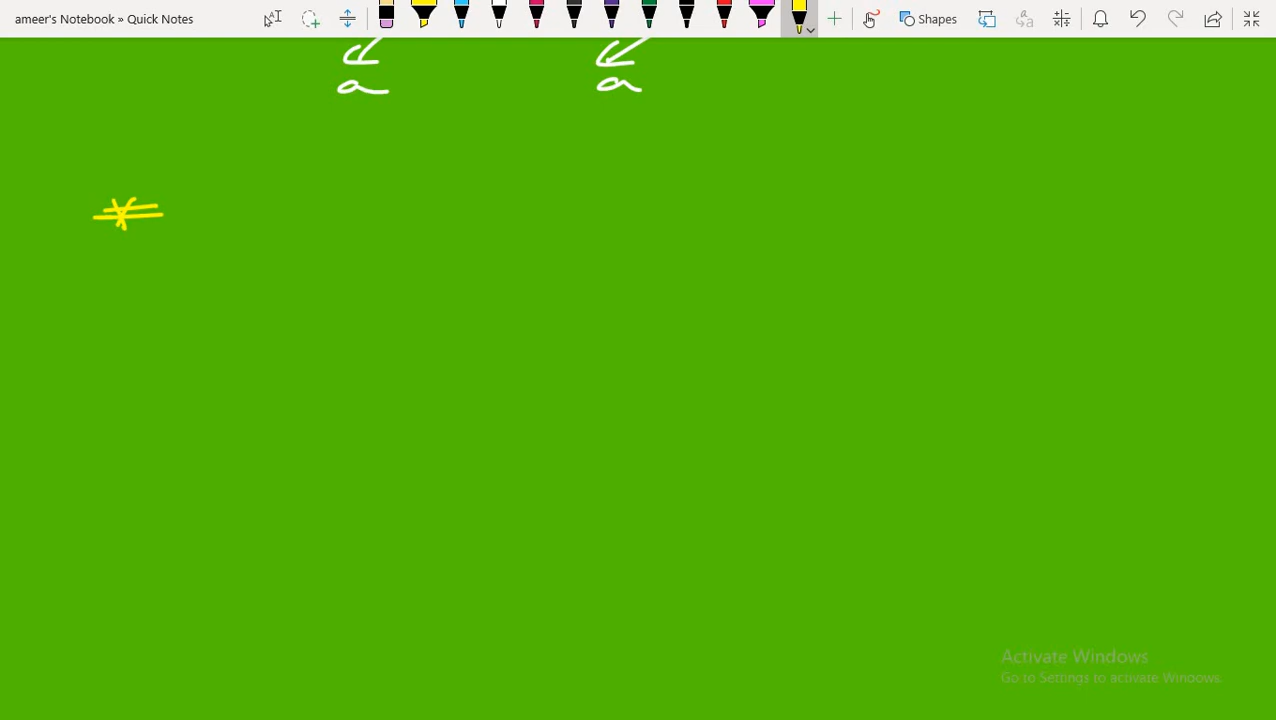 ameer's Notebook » Quick Notes
Shapes
a a
Activate Windows
Go to Settings to activate Windows.